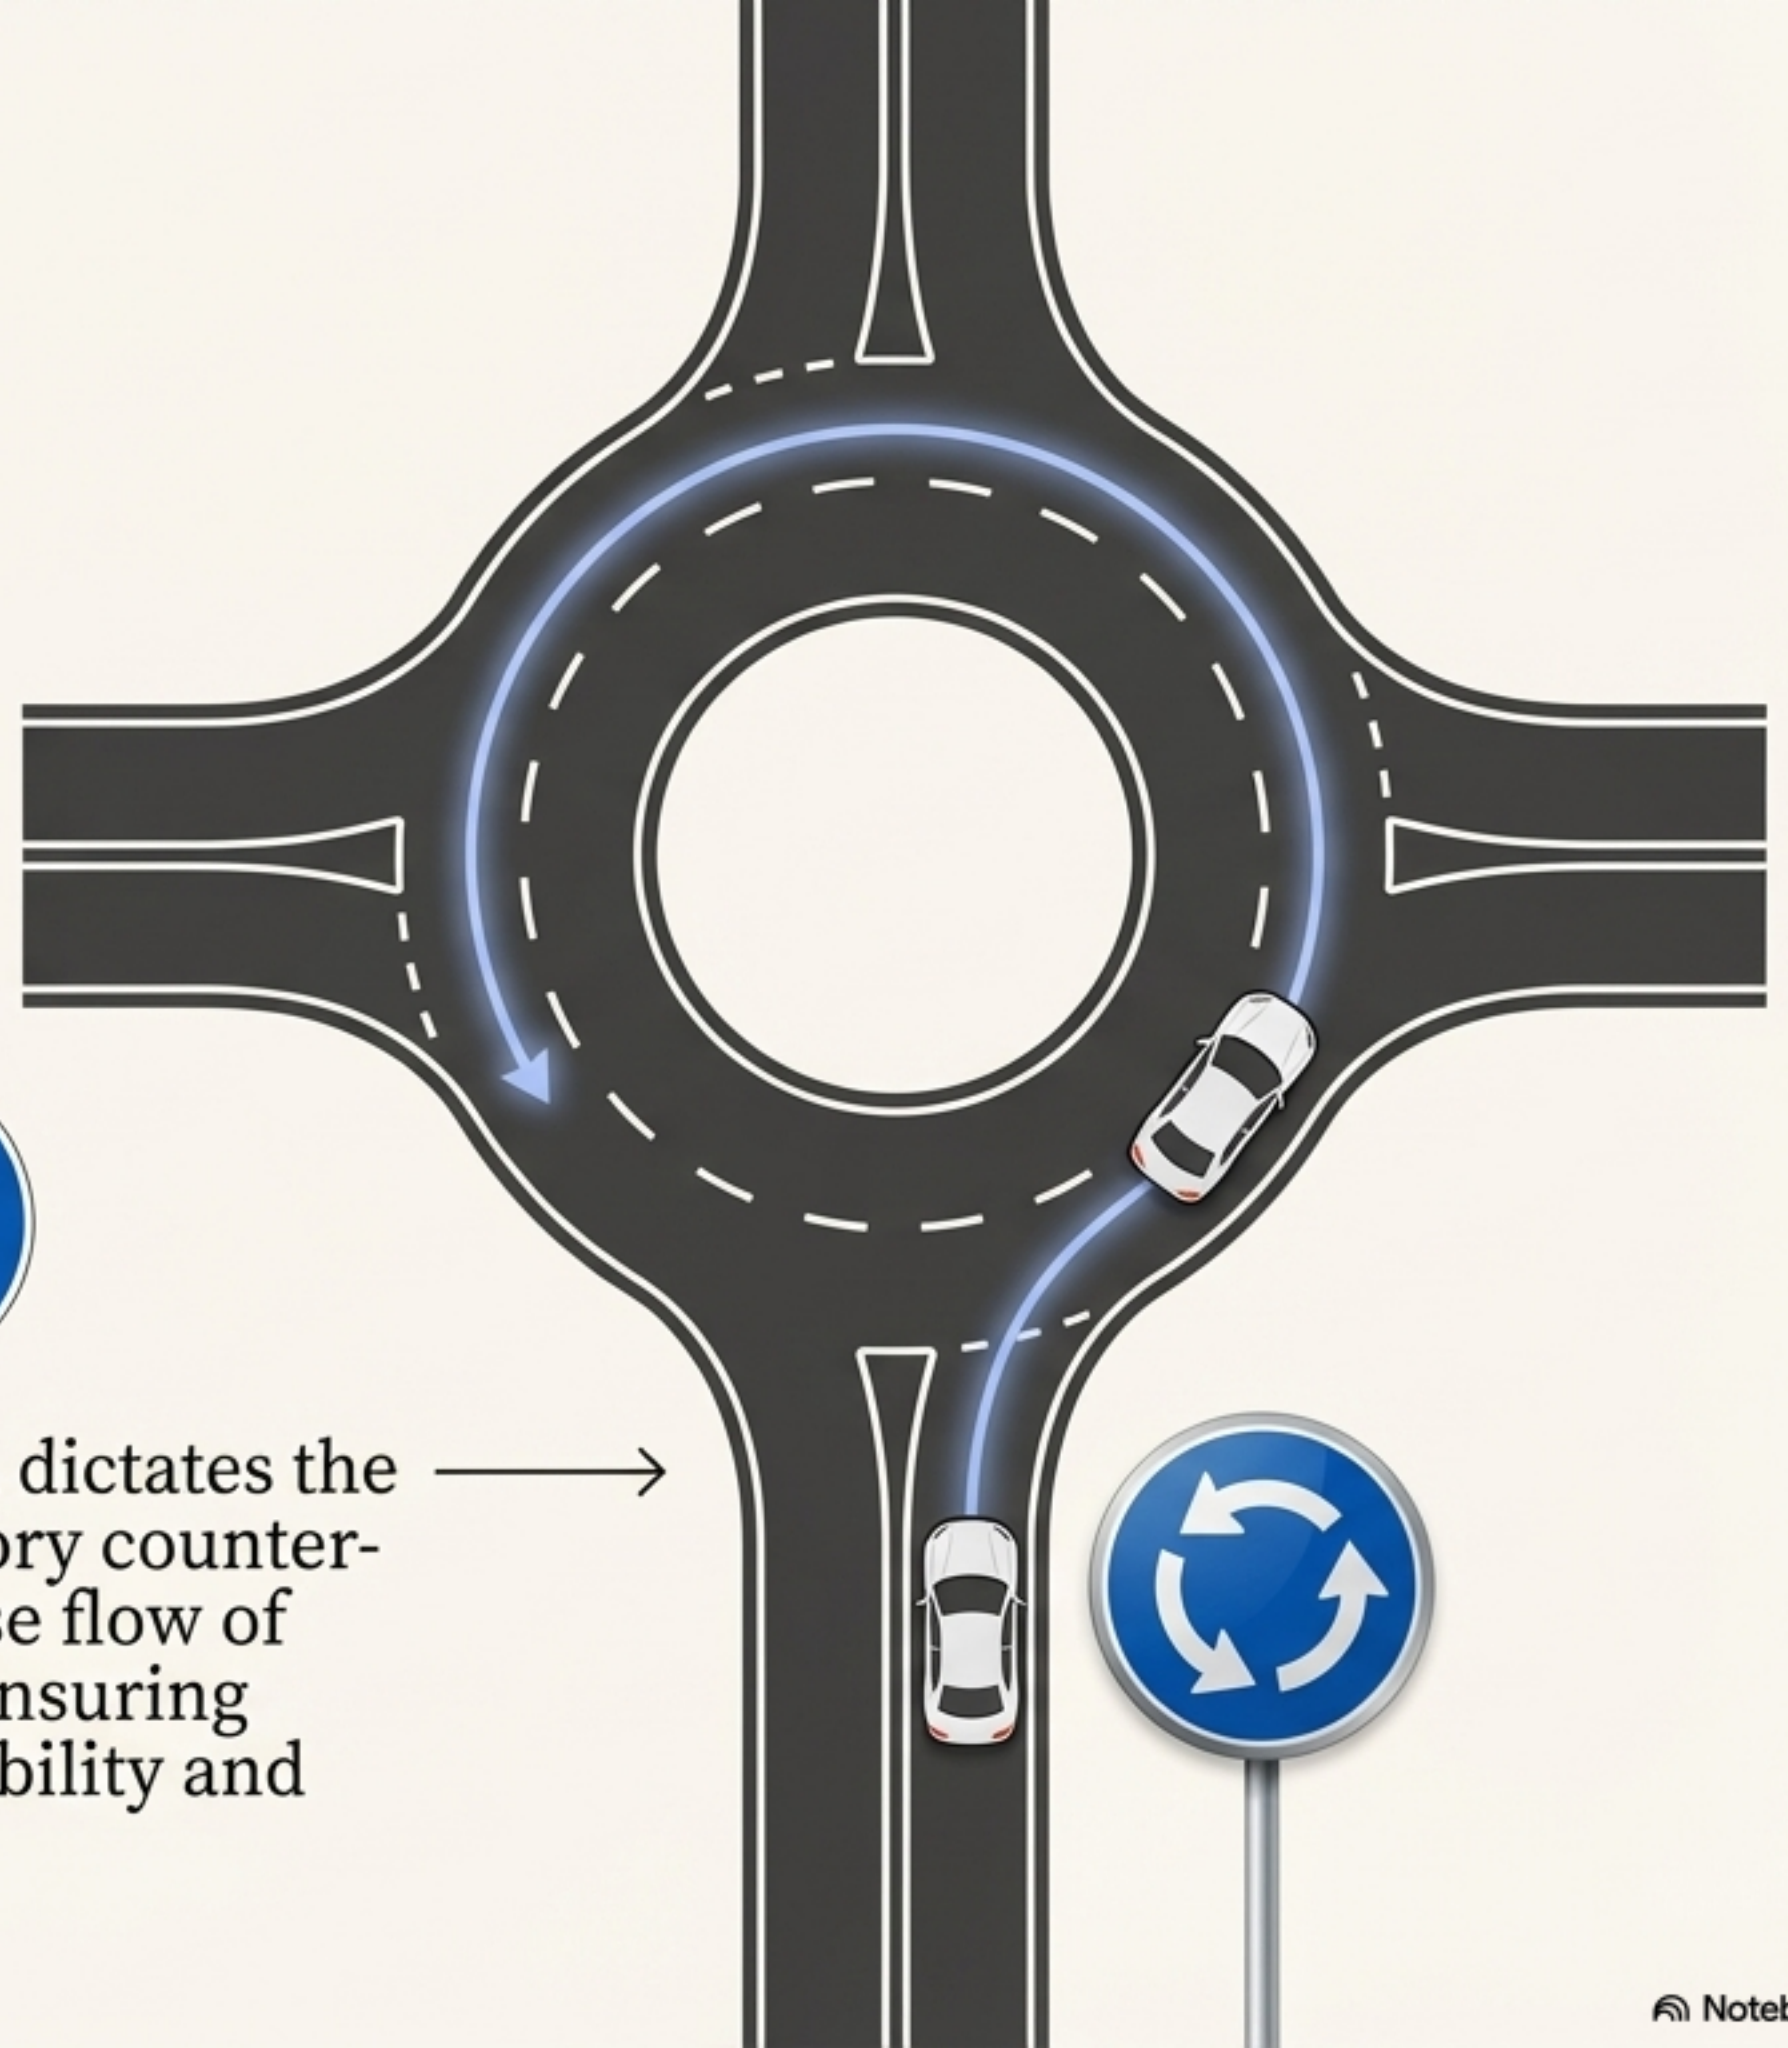 dictates the
ory counter-
se flow of
nsuring
bility and
Noteb